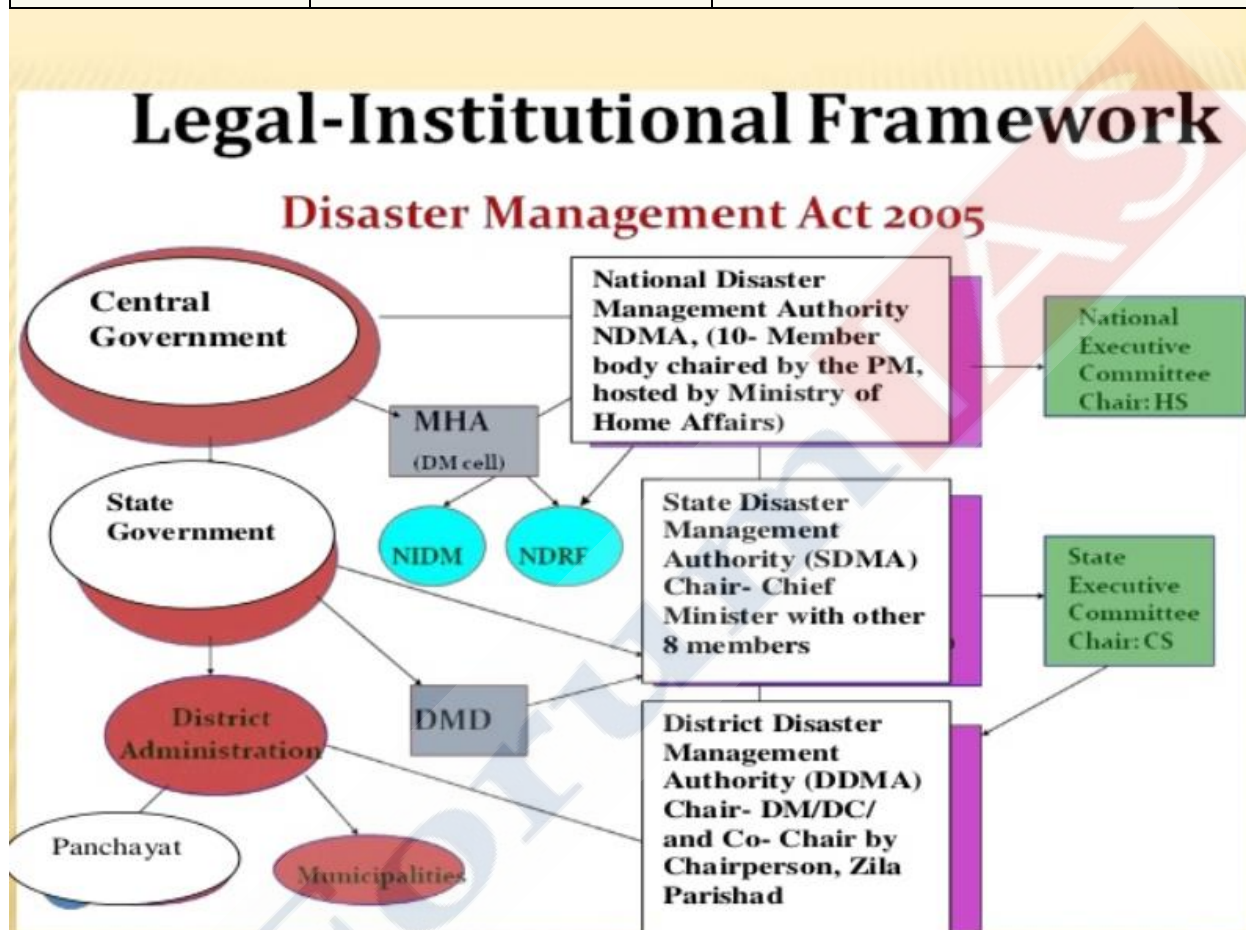 Legal-Institutional Framework
Disaster Management Act 2005
Central
Government
National Disaster
Management Authority
NDMA, (10- Member
body chaired by the PM,
hosted by Ministry of
Home Affairs)
National
Executive
Committee
Chair: HS
MHA
(DM cell)
State
Government
NIDM
NDRF
State Disaster
Management
Authority (SDMA)
Chair- Chief
Minister with other
8 members
State
Executive
Committee
Chair: CS
DMD
District
Administration
District Disaster
Management
Authority (DDMA)
Chair- DM/DC/
and Co- Chair by
Chairperson, Zila
Parishad
Panchayat
Municipalities
ForumIAS